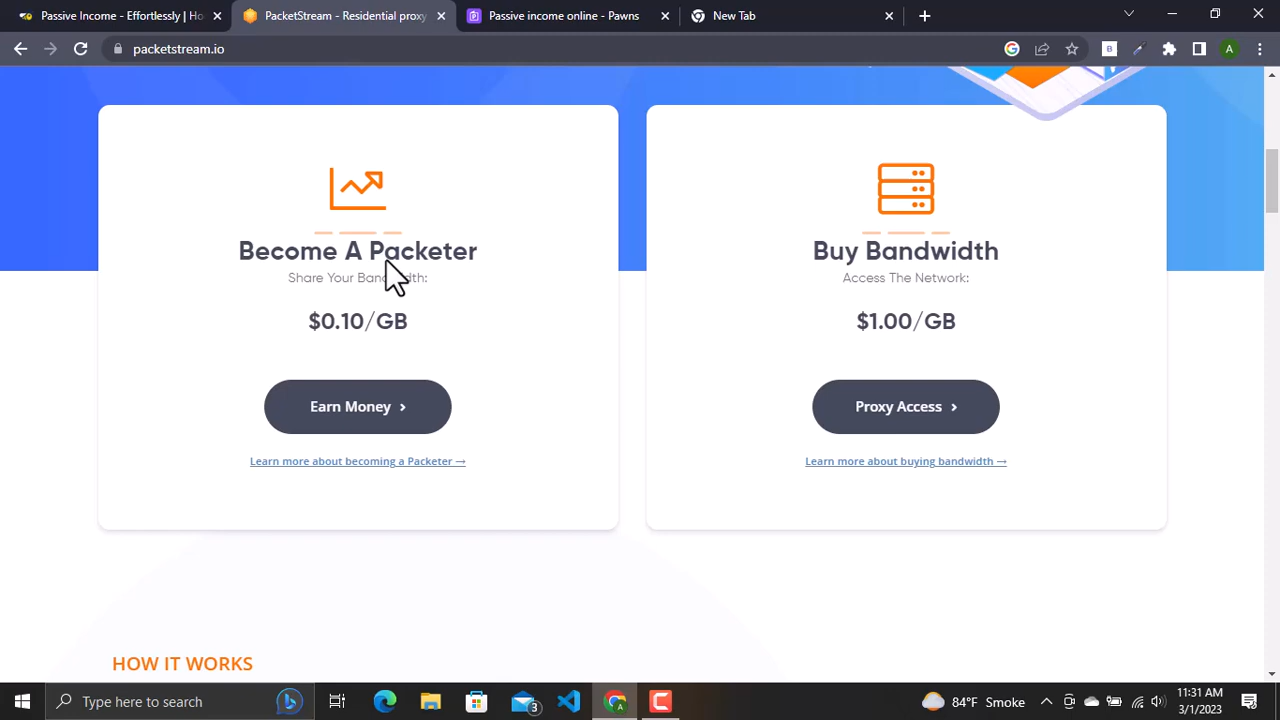 Passive Income - Effortlessly | Ho
PacketStream - Residential proxy
Passive income online - Pawns
New Tab
packetstream.io
A
Become A Packeter
Share Your Bandwidth:
$0.10/GB
Earn Money ›
Learn more about becoming a Packeter →
Buy Bandwidth
Access The Network:
$1.00/GB
Proxy Access ›
Learn more about buying bandwidth →
HOW IT WORKS
Type here to search
3
84°F Smoke
11:31 AM
3/1/2023